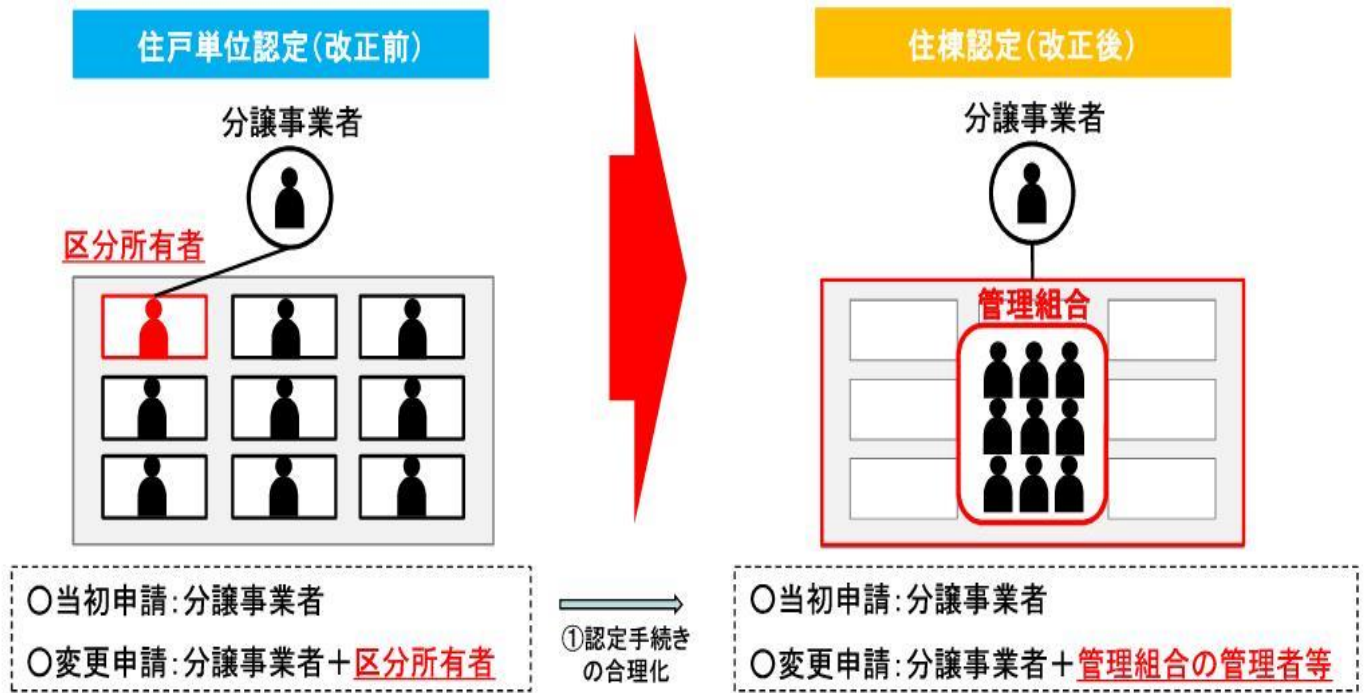 住戸単位認定(改正前)
分譲事業者
区分所有者
〇当初申請:分譲事業者
〇変更申請:分譲事業者+区分所有者
①認定手続き
の合理化
住棟認定(改正後)
分譲事業者
管理組合
〇当初申請:分譲事業者
〇変更申請:分譲事業者+管理組合の管理者等